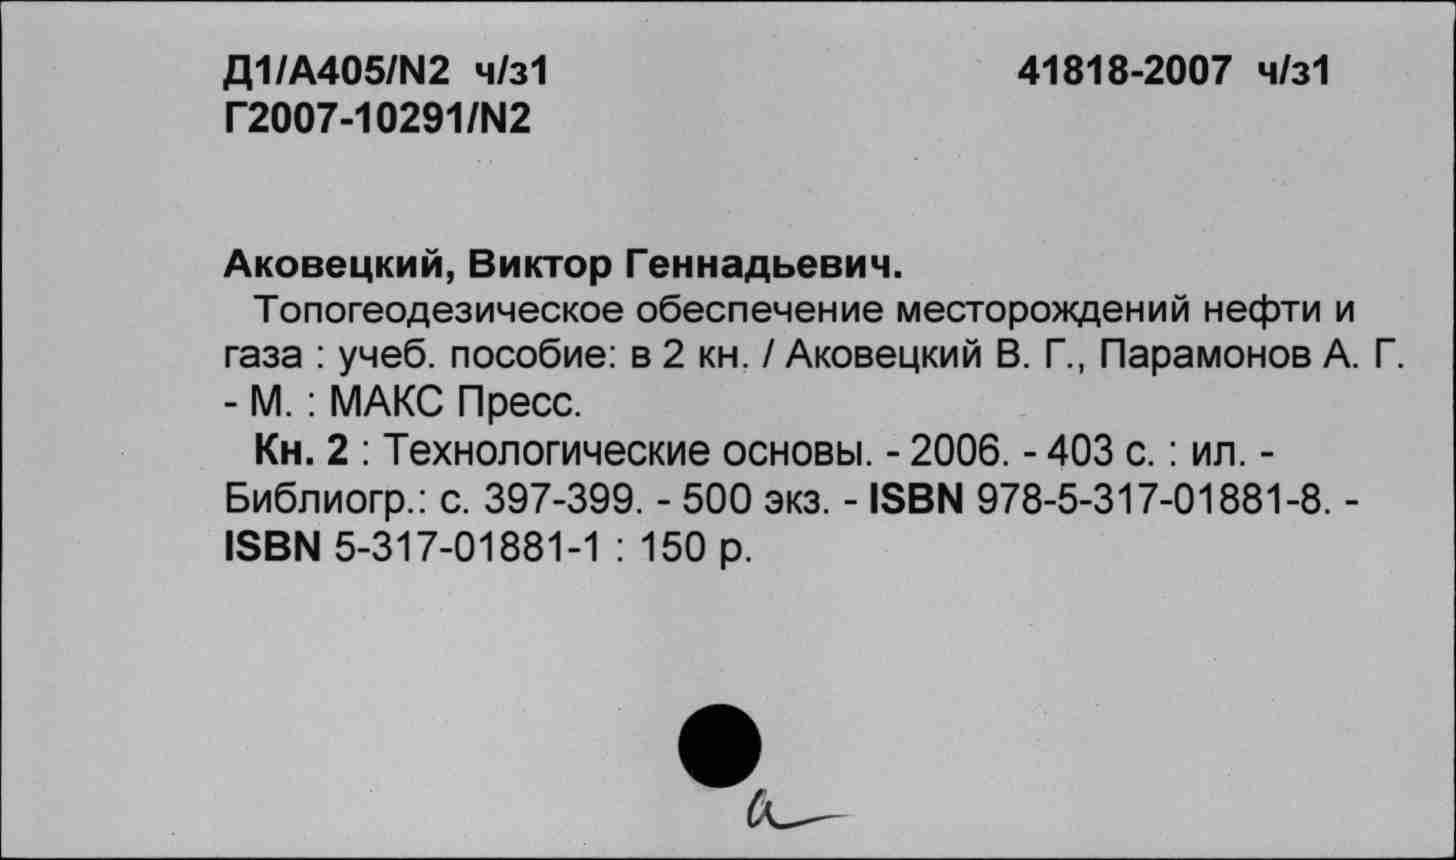 Д1/А405/N2 ч/з1 41818-2007 ч/з1
Г2007-10291/N2
Аковецкий, Виктор Геннадьевич.
Топогеодезическое обеспечение месторождений нефти и
газа : учеб. пособие: в 2 кн. / Аковецкий В. Г., Парамонов А. Г.
- М. : МАКС Пресс.
Кн. 2 : Технологические основы. - 2006. - 403 с. : ил. -
Библиогр.: с. 397-399. - 500 экз. - ISBN 978-5-317-01881-8. -
ISBN 5-317-01881-1 : 150 р.
а